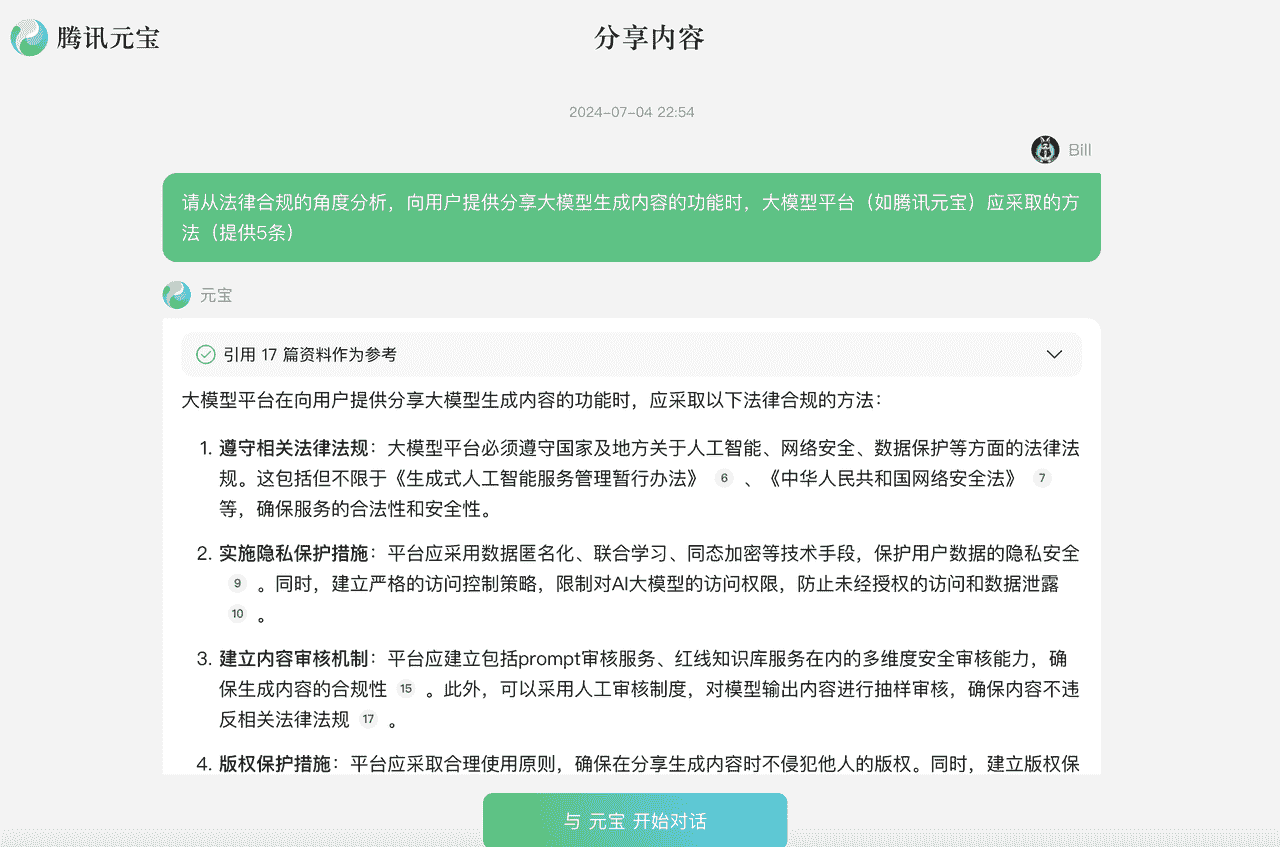 腾讯元宝
分享内容
2024-07-04 22:54
Bill
请从法律合规的角度分析，向用户提供分享大模型生成内容的功能时，大模型平台（如腾讯元宝）应采取的方
法（提供5条）
元宝
引用 17 篇资料作为参考
大模型平台在向用户提供分享大模型生成内容的功能时，应采取以下法律合规的方法：
1. 遵守相关法律法规：大模型平台必须遵守国家及地方关于人工智能、网络安全、数据保护等方面的法律法
规。这包括但不限于《生成式人工智能服务管理暂行办法》 6 、《中华人民共和国网络安全法》 7
等，确保服务的合法性和安全性。
2. 实施隐私保护措施：平台应采用数据匿名化、联合学习、同态加密等技术手段，保护用户数据的隐私安全
9 。同时，建立严格的访问控制策略，限制对AI大模型的访问权限，防止未经授权的访问和数据泄露
10 。
3. 建立内容审核机制：平台应建立包括prompt审核服务、红线知识库服务在内的多维度安全审核能力，确
保生成内容的合规性 15 。此外，可以采用人工审核制度，对模型输出内容进行抽样审核，确保内容不违
反相关法律法规 17 。
4. 版权保护措施：平台应采取合理使用原则，确保在分享生成内容时不侵犯他人的版权。同时，建立版权保
与 元宝 开始对话